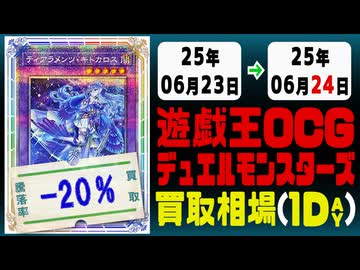 ティアラメンツ・キトカロス 闇
-20%
買取
騰落率
25年
06月23日
25年
06月24日
遊戯王OCG
デュエルモンスターズ
買取相場(1D)